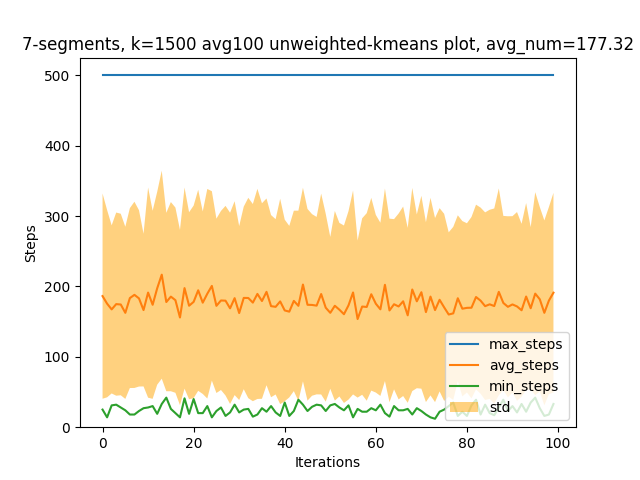 7-segments, k=1500 avg100 unweighted-kmeans plot, avg_num=177.32
500
400
300
200
100
0
Steps
0 20 40 60 80 100
Iterations
max_steps
avg_steps
min_steps
std